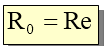 R₀ = Re